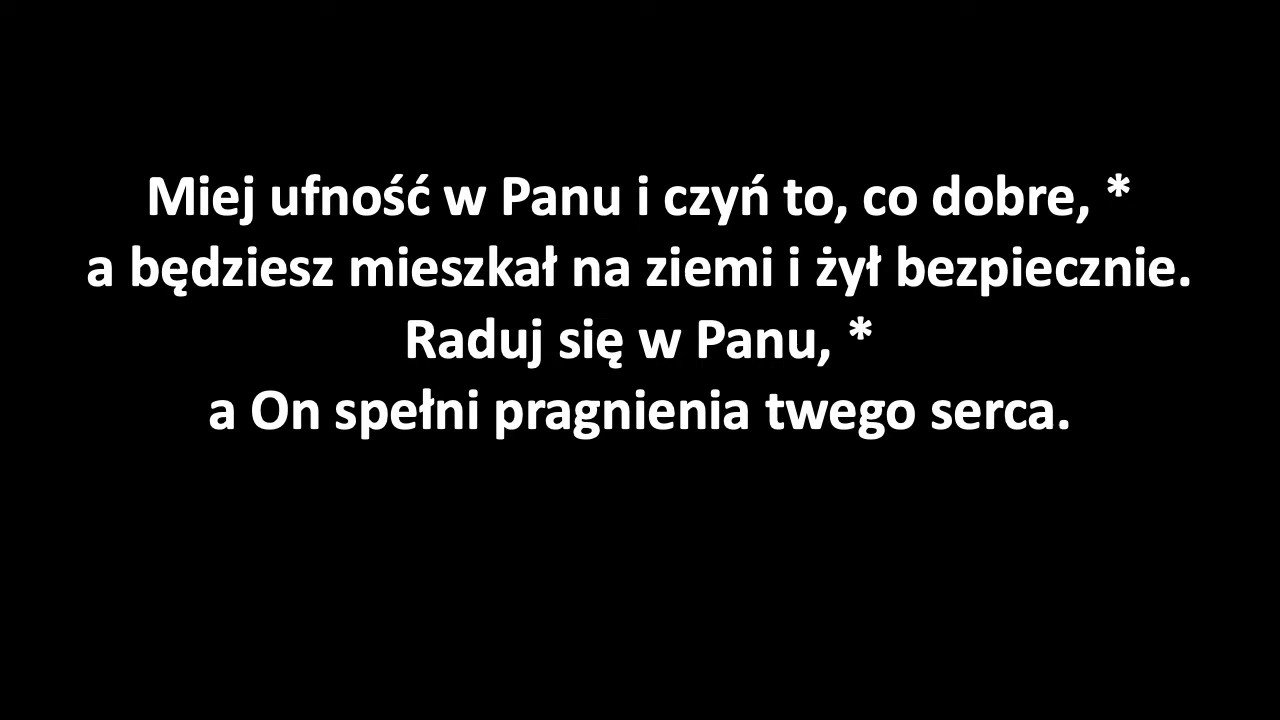 Miej ufność w Panu i czyń to, co dobre, *
a będziesz mieszkał na ziemi i żył bezpiecznie.
Raduj się w Panu, *
a On spełni pragnienia twego serca.